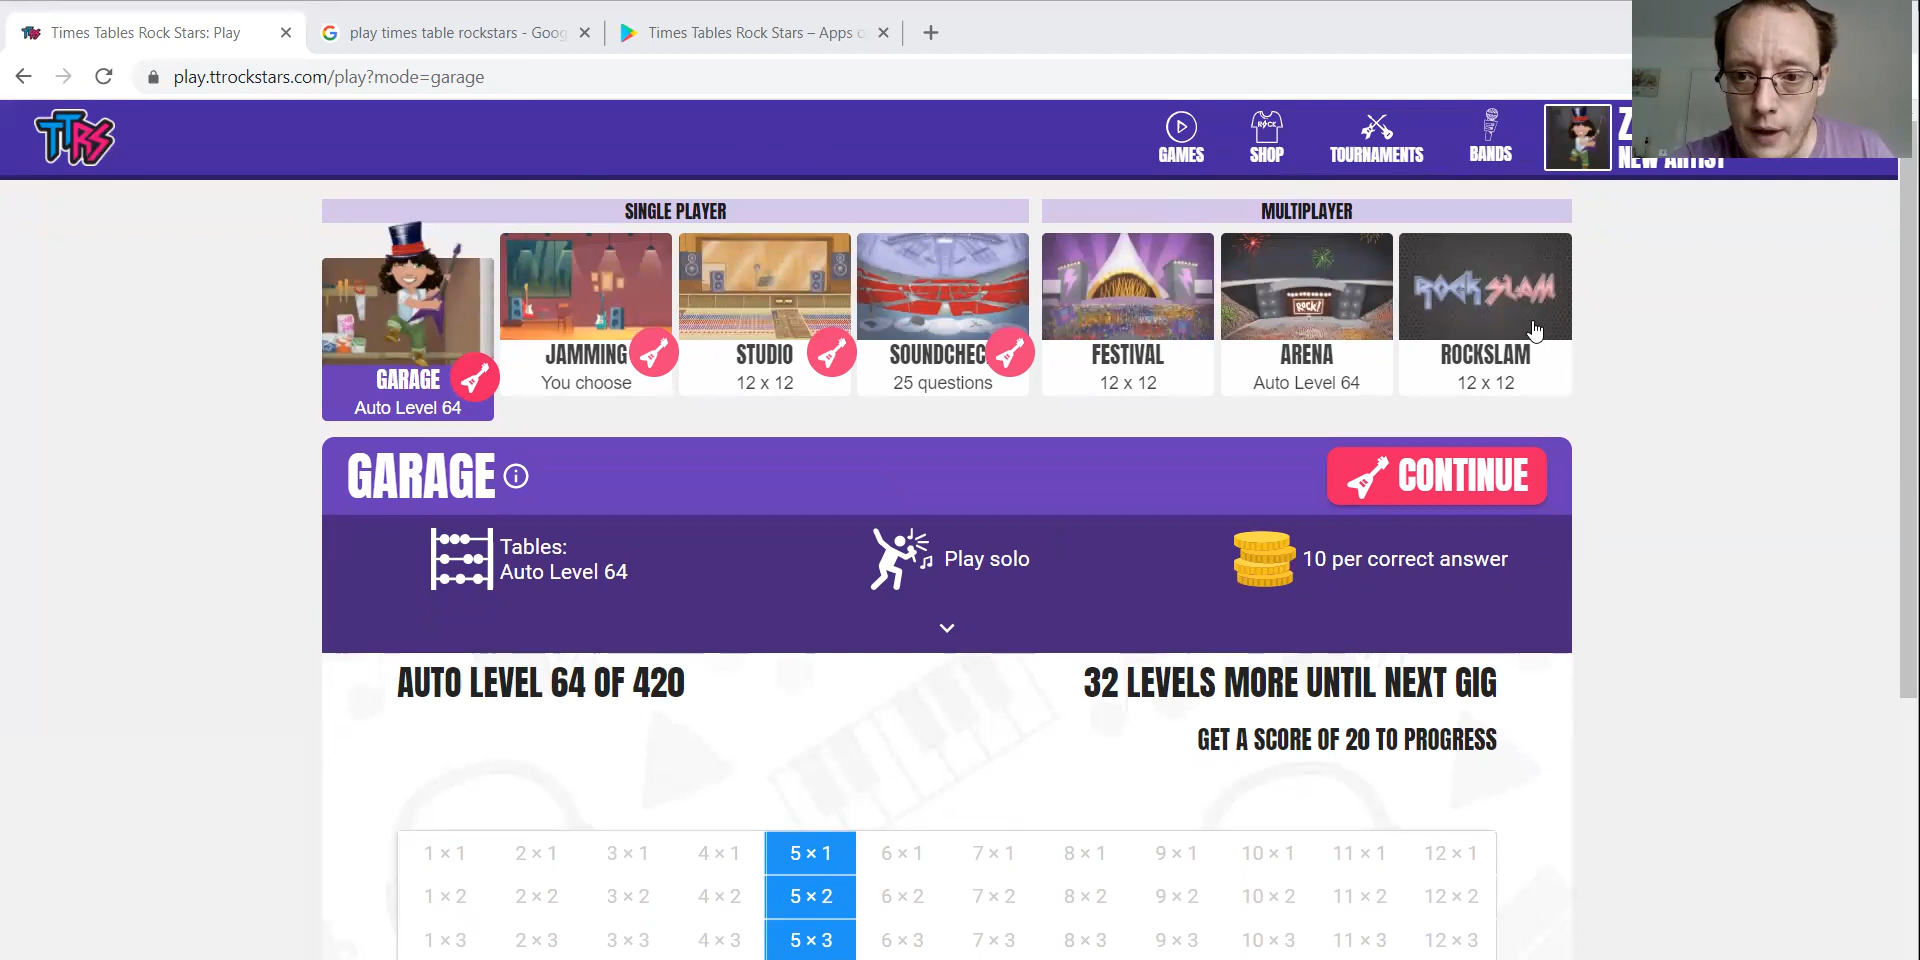 Times Tables Rock Stars: Play
play times table rockstars - Goog
Times Tables Rock Stars – Apps o
play.ttrockstars.com/play?mode=garage
TTRS
GAMES
SHOP
TOURNAMENTS
BANDS
Z
NEW ARTIST
SINGLE PLAYER
MULTIPLAYER
GARAGE
Auto Level 64
JAMMING
You choose
STUDIO
12 x 12
SOUNDCHEC
25 questions
FESTIVAL
12 x 12
ROCK!
ARENA
Auto Level 64
ROCK SLAM
ROCKSLAM
12 x 12
GARAGE
CONTINUE
Tables:
Auto Level 64
Play solo
10 per correct answer
AUTO LEVEL 64 OF 420
32 LEVELS MORE UNTIL NEXT GIG
GET A SCORE OF 20 TO PROGRESS
1 × 1 2 × 1 3 × 1 4 × 1 5 × 1 6 × 1 7 × 1 8 × 1 9 × 1 10 × 1 11 × 1 12 × 1
1 × 2 2 × 2 3 × 2 4 × 2 5 × 2 6 × 2 7 × 2 8 × 2 9 × 2 10 × 2 11 × 2 12 × 2
1 × 3 2 × 3 3 × 3 4 × 3 5 × 3 6 × 3 7 × 3 8 × 3 9 × 3 10 × 3 11 × 3 12 × 3